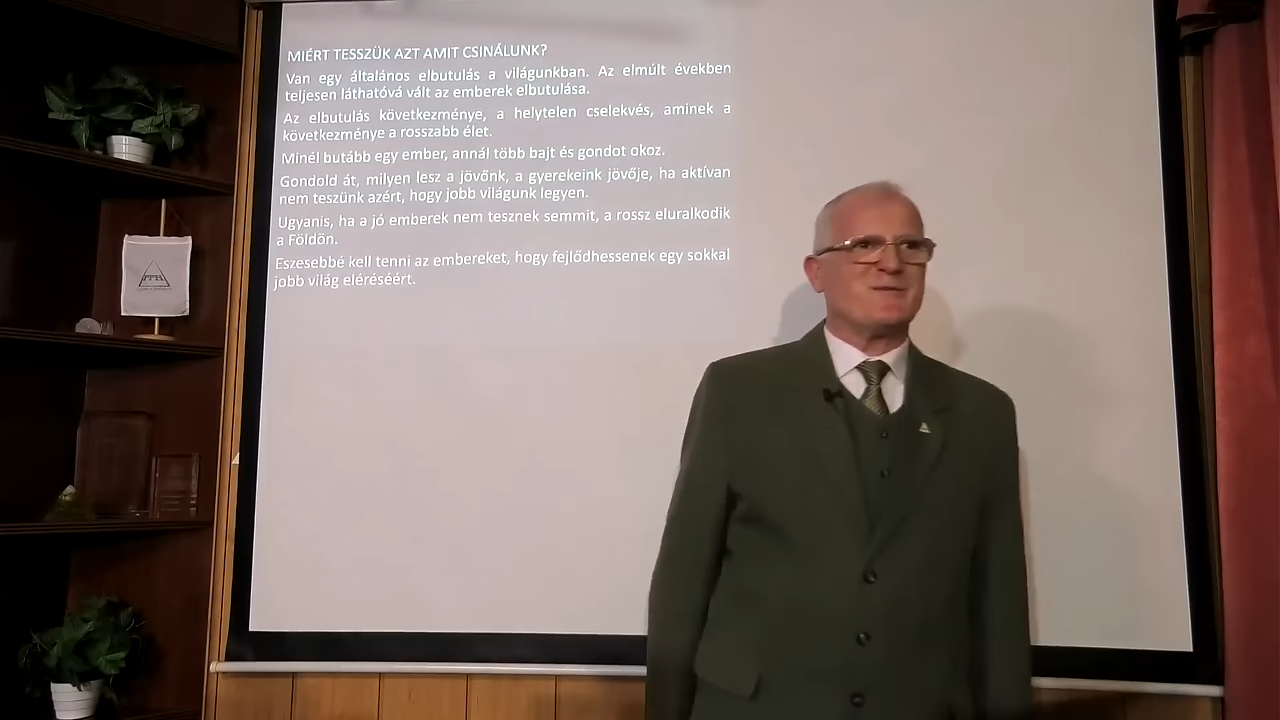 MIÉRT TESSZÜK AZT AMIT CSINÁLUNK?
Van egy általános elbutulás a világunkban. Az elmúlt években
teljesen láthatóvá vált az emberek elbutulása.
Az elbutulás következménye, a helytelen cselekvés, aminek a
következménye a rosszabb élet.
Minél butább egy ember, annál több bajt és gondot okoz.
Gondold át, milyen lesz a jövőnk, a gyerekeink jövője, ha aktívan
nem teszünk azért, hogy jobb világunk legyen.
Ugyanis, ha a jó emberek nem tesznek semmit, a rossz eluralkodik
a Földön.
Eszesebbé kell tenni az embereket, hogy fejlődhessenek egy sokkal
jobb világ eléréséért.